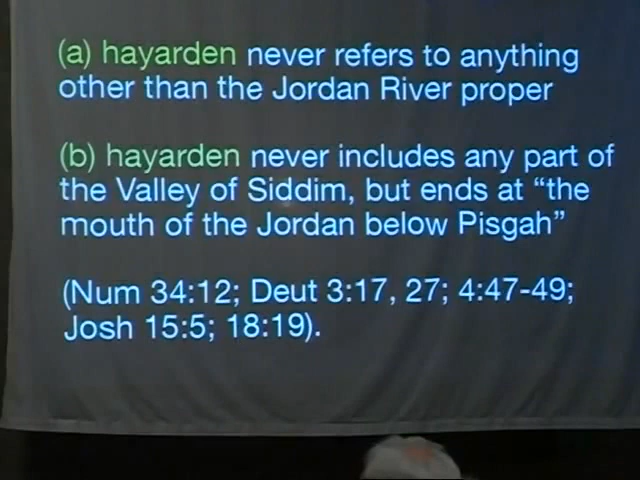 (a) hayarden never refers to anything
other than the Jordan River proper
(b) hayarden never includes any part of
the Valley of Siddim, but ends at “the
mouth of the Jordan below Pisgah”
(Num 34:12; Deut 3:17, 27; 4:47-49;
Josh 15:5; 18:19).